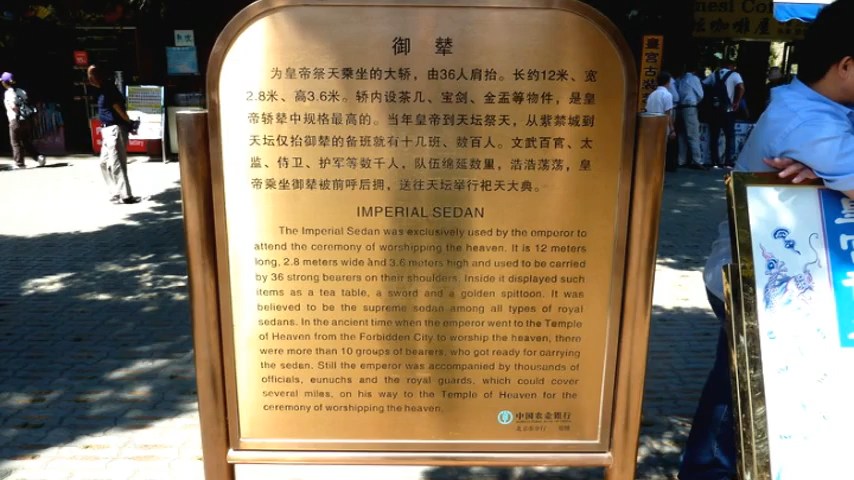 御 辇
为皇帝祭天乘坐的大轿，由36人肩抬。长约12米、宽
2.8米、高3.6米。轿内设茶几、宝剑、金盂等物件，是皇
帝轿辇中规格最高的。当年皇帝到天坛祭天，从紫禁城到
天坛仅抬御辇的备班就有十几班、数百人。文武百官、太
监、侍卫、护军等数千人，队伍绵延数里，浩浩荡荡，皇
帝乘坐御辇被前呼后拥，送往天坛举行祀天大典。
IMPERIAL SEDAN
The Imperial Sedan was exclusively used by the emperor to
attend the ceremony of worshipping the heaven. It is 12 meters
long, 2.8 meters wide and 3.6 meters high and used to be carried
by 36 strong bearers on their shoulders. Inside it displayed such
items as a tea table, a sword and a golden spittoon. It was
believed to be the supreme sedan among all types of royal
sedans. In the ancient time when the emperor went to the Temple
of Heaven from the Forbidden City to worship the heaven, there
were more than 10 groups of bearers, who got ready for carrying
the sedan. Still the emperor was accompanied by thousands of
officials, eunuchs and the royal guards, which could cover
several miles, on his way to the Temple of Heaven for the
ceremony of worshipping the heaven.
中国农业银行
皇宫古装